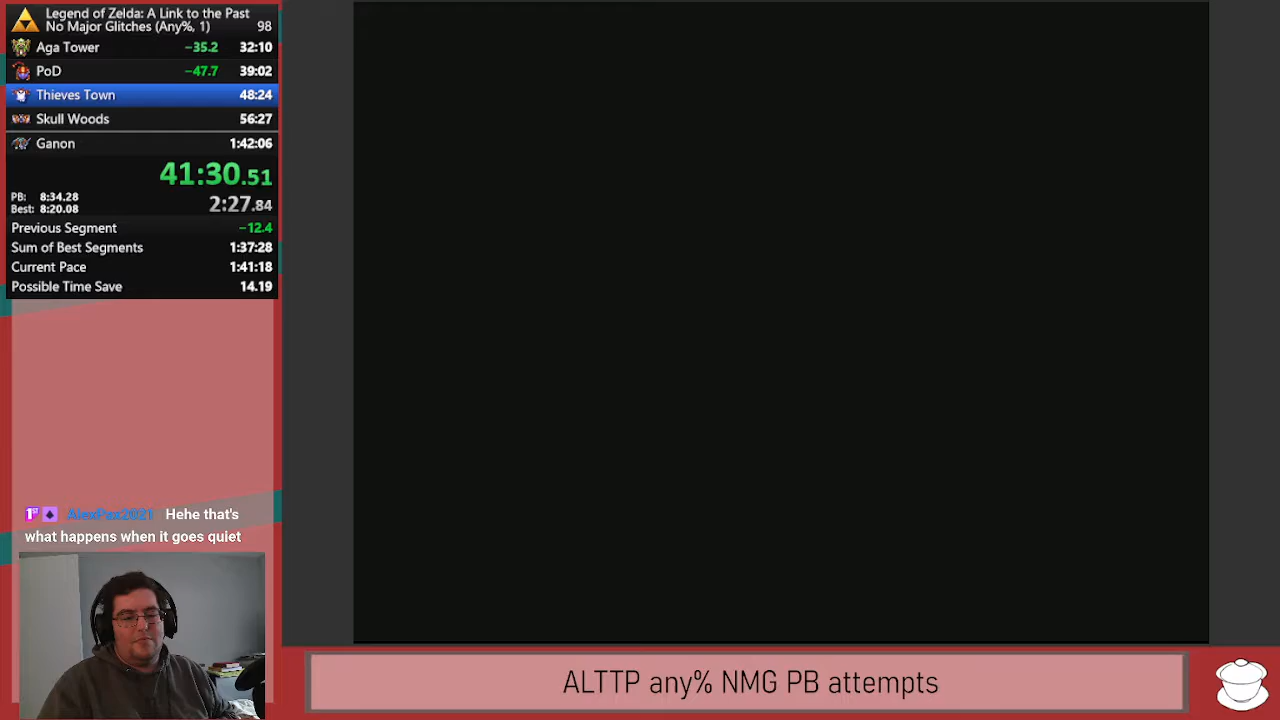 Legend of Zelda: A Link to the Past
No Major Glitches (Any%, 1) 98
Aga Tower -35.2 32:10
PoD -47.7 39:02
Thieves Town 48:24
Skull Woods 56:27
Ganon 1:42:06
41:30.51
PB: 8:34.28
Best: 8:20.08
2:27.84
Previous Segment -12.4
Sum of Best Segments 1:37:28
Current Pace 1:41:18
Possible Time Save 14.19
AlexPax2021 Hehe that's
what happens when it goes quiet
ALTTP any% NMG PB attempts